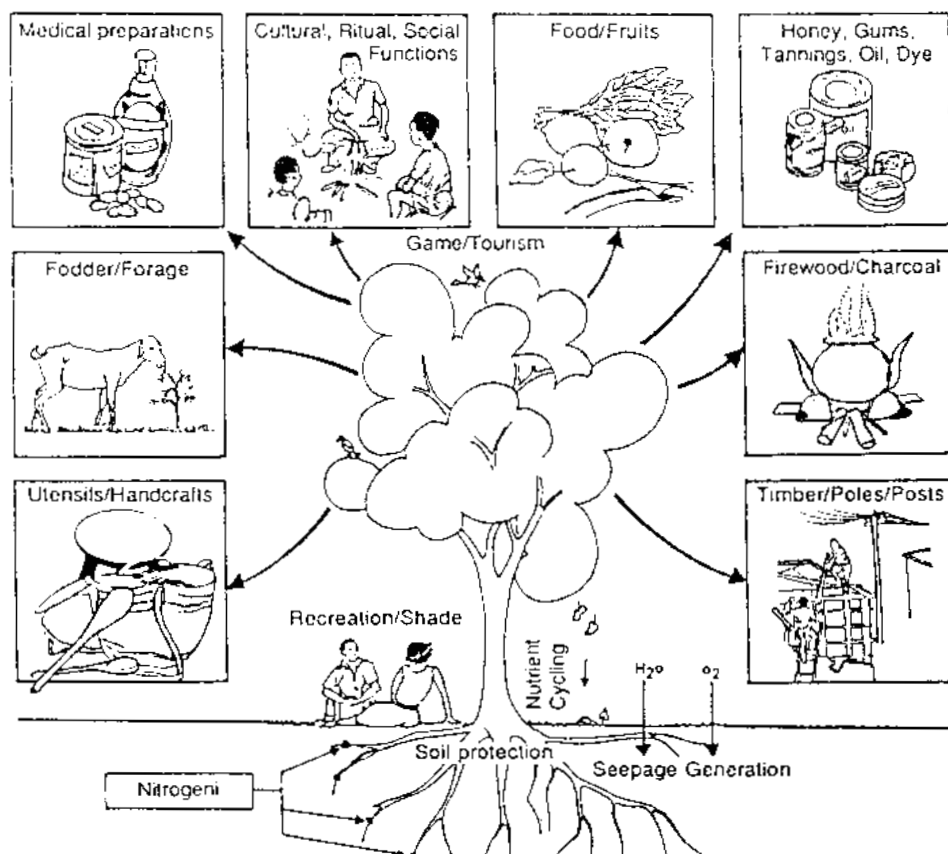 Medical preparations
Cultural, Ritual, Social
Functions
Food/Fruits
Honey, Gums,
Tannings, Oil, Dye
Game/Tourism
Fodder/Forage
Firewood/Charcoal
Utensits/Handcrafts
Timber/Poles/Posts
Recreation/Shade
Nutrient
Cycling
H2o
o2
Soil protection
Seepage Generation
Nitrogeni